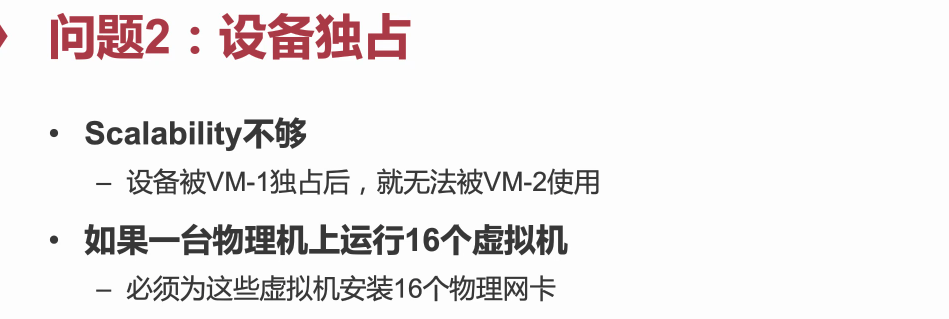 问题2：设备独占
• Scalability不够
– 设备被VM-1独占后，就无法被VM-2使用
• 如果一台物理机上运行16个虚拟机
– 必须为这些虚拟机安装16个物理网卡